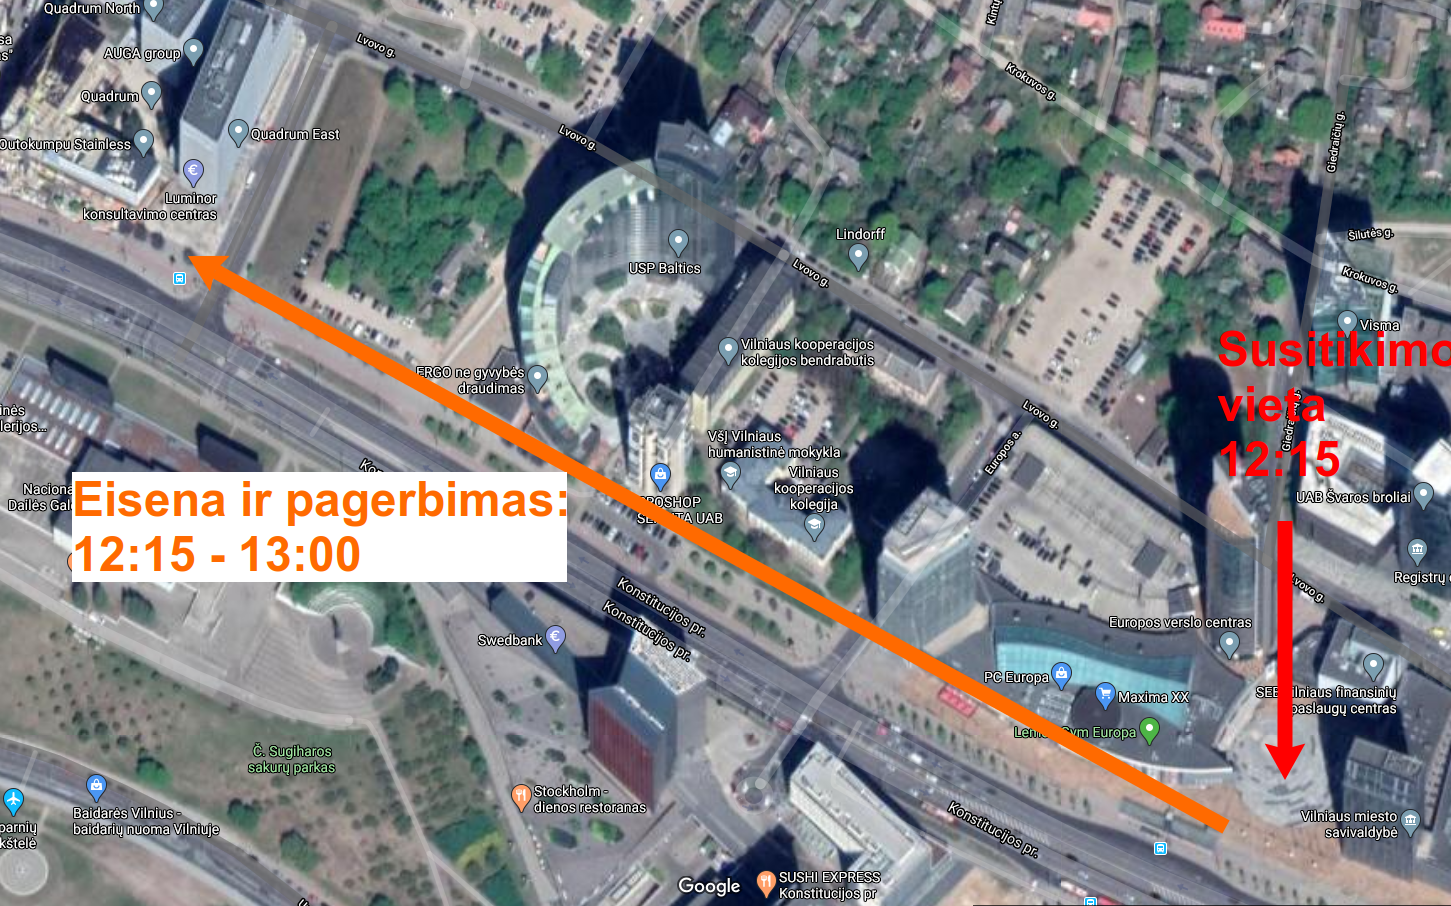 Quadrum North
AUGA group
Quadrum
Outokumpu Stainless
Quadrum East
Luminor
konsultavimo centras
Lvovo g.
Lvovo g.
Krokuvos g.
Giedraičių g.
Šilutės g.
Krokuvos g.
Lindorff
USP Baltics
Lvovo g.
Visma
Susitikimo
vieta
12:15
Vilniaus kooperacijos
kolegijos bendrabutis
ERGO ne gyvybės
draudimas
Lvovo g.
Europos a.
VšĮ Vilniaus
humanistinė mokykla
Vilniaus
kooperacijos
kolegija
UAB Švaros broliai
Eisena ir pagerbimas:
12:15 - 13:00
Registrų
Lvovo g.
Konstitucijos pr.
Konstitucijos pr.
Europos verslo centras
Swedbank
PC Europa
Maxima XX
Gym Europa
SEB Vilniaus finansinių
paslaugų centras
Č. Sugiharos
sakurų parkas
Stockholm -
dienos restoranas
Baidarės Vilnius -
baidarių nuoma Vilniuje
Konstitucijos pr.
Vilniaus miesto
savivaldybė
Google
SUSHI EXPRESS
Konstitucijos pr